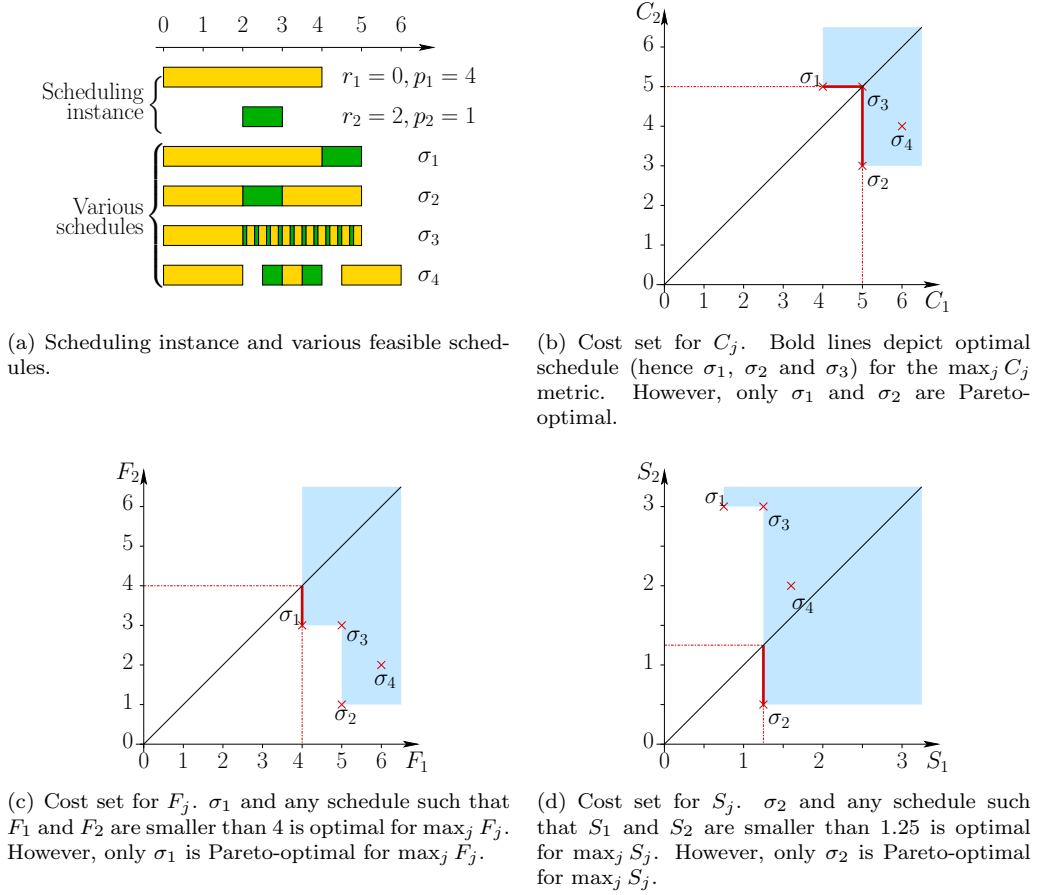 0 1 2 3 4 5 6
Scheduling
instance
r1 = 0, p1 = 4
r2 = 2, p2 = 1
Various
schedules
σ1
σ2
σ3
σ4
(a) Scheduling instance and various feasible sched-
ules.
C2
6
5
4
3
2
1
0
σ1
σ3
σ4
σ2
0 1 2 3 4 5 6
C1
(b) Cost set for Cj. Bold lines depict optimal
schedule (hence σ1, σ2 and σ3) for the maxj Cj
metric. However, only σ1 and σ2 are Pareto-
optimal.
F2
6
5
4
3
2
1
0
σ1
σ3
σ4
σ2
0 1 2 3 4 5 6
F1
(c) Cost set for Fj. σ1 and any schedule such that
F1 and F2 are smaller than 4 is optimal for maxj Fj.
However, only σ1 is Pareto-optimal for maxj Fj.
S2
3
2
1
0
σ1
σ3
σ4
σ2
0 1 2 3
S1
(d) Cost set for Sj. σ2 and any schedule such
that S1 and S2 are smaller than 1.25 is optimal
for maxj Sj. However, only σ2 is Pareto-optimal
for maxj Sj.